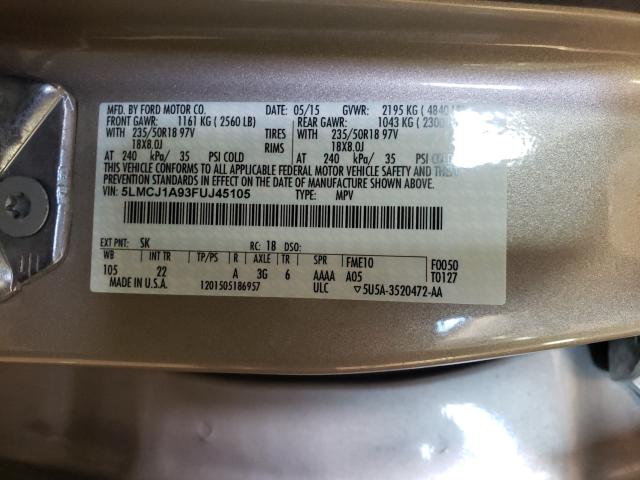 MFD. BY FORD MOTOR CO. DATE: 05/15 GVWR: 2195 KG ( 4840
FRONT GAWR: 1161 KG ( 2560 LB) REAR GAWR: 1043 KG ( 2300
WITH 235/50R18 97V TIRES WITH 235/50R18 97V
18X8.0J RIMS 18X8.0J
AT 240 kPa/ 35 PSI COLD AT 240 kPa/ 35 PSI COLD
THIS VEHICLE CONFORMS TO ALL APPLICABLE FEDERAL MOTOR VEHICLE SAFETY AND THEFT
PREVENTION STANDARDS IN EFFECT ON THE DATE OF MANUFACTURE SHOWN ABOVE.
VIN: 5LMCJ1A93FUJ45105 TYPE: MPV
EXT PNT: SK RC: 18 DSO:
WB INT TR TP/PS R AXLE TR SPR FME10 F0050
105 22 A 3G 6 AAAA A05 T0127
MADE IN U.S.A. 1201505186957 ULC ▽5U5A-3520472-AA